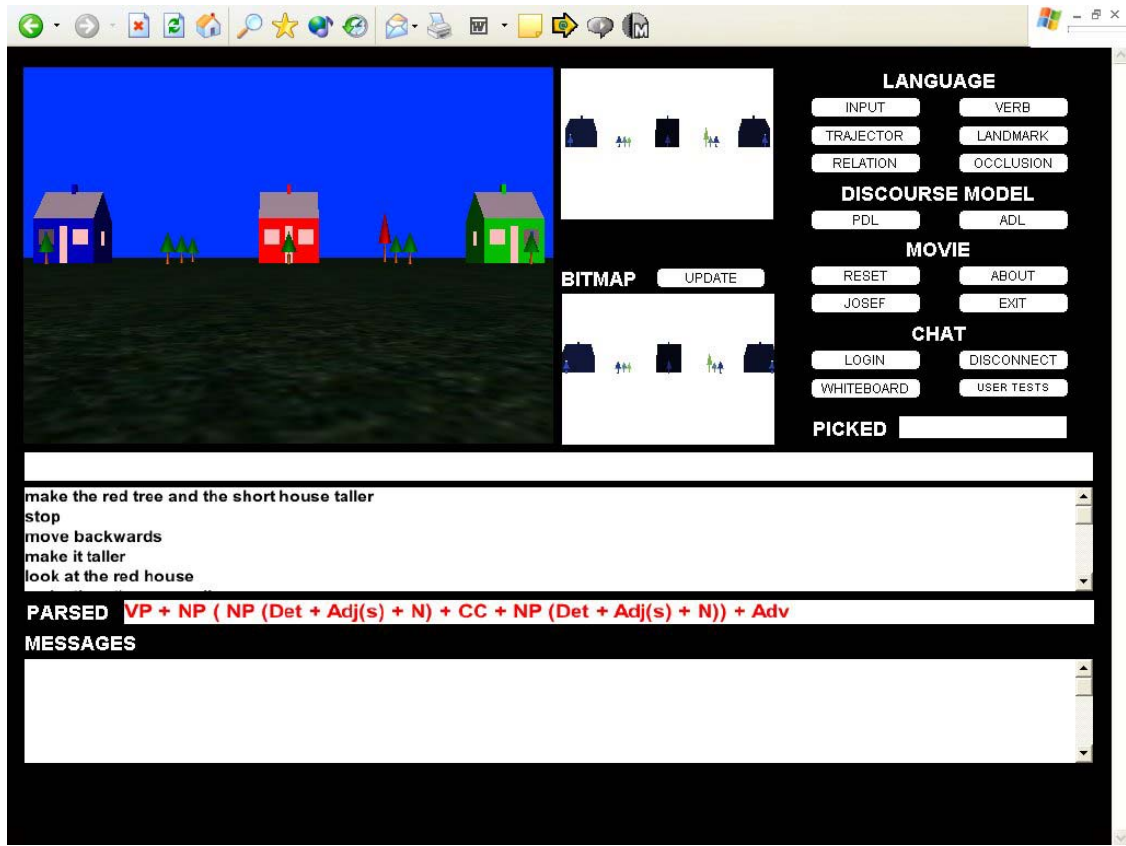 LANGUAGE
INPUT VERB
TRAJECTOR LANDMARK
RELATION OCCLUSION
DISCOURSE MODEL
PDL ADL
MOVIE
BITMAP UPDATE
RESET ABOUT
JOSEF EXIT
CHAT
LOGIN DISCONNECT
WHITEBOARD USER TESTS
PICKED
make the red tree and the short house taller
stop
move backwards
make it taller
look at the red house
PARSED VP + NP ( NP (Det + Adj(s) + N) + CC + NP (Det + Adj(s) + N)) + Adv
MESSAGES